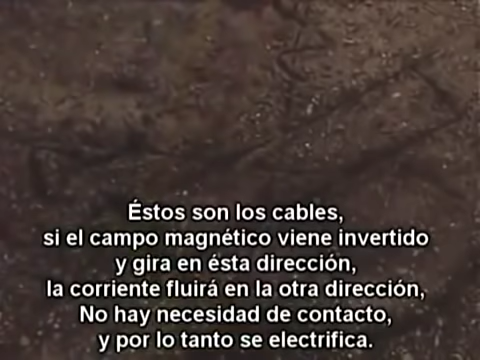 Éstos son los cables,
si el campo magnético viene invertido
y gira en ésta dirección,
la corriente fluirá en la otra dirección,
No hay necesidad de contacto,
y por lo tanto se electrifica.